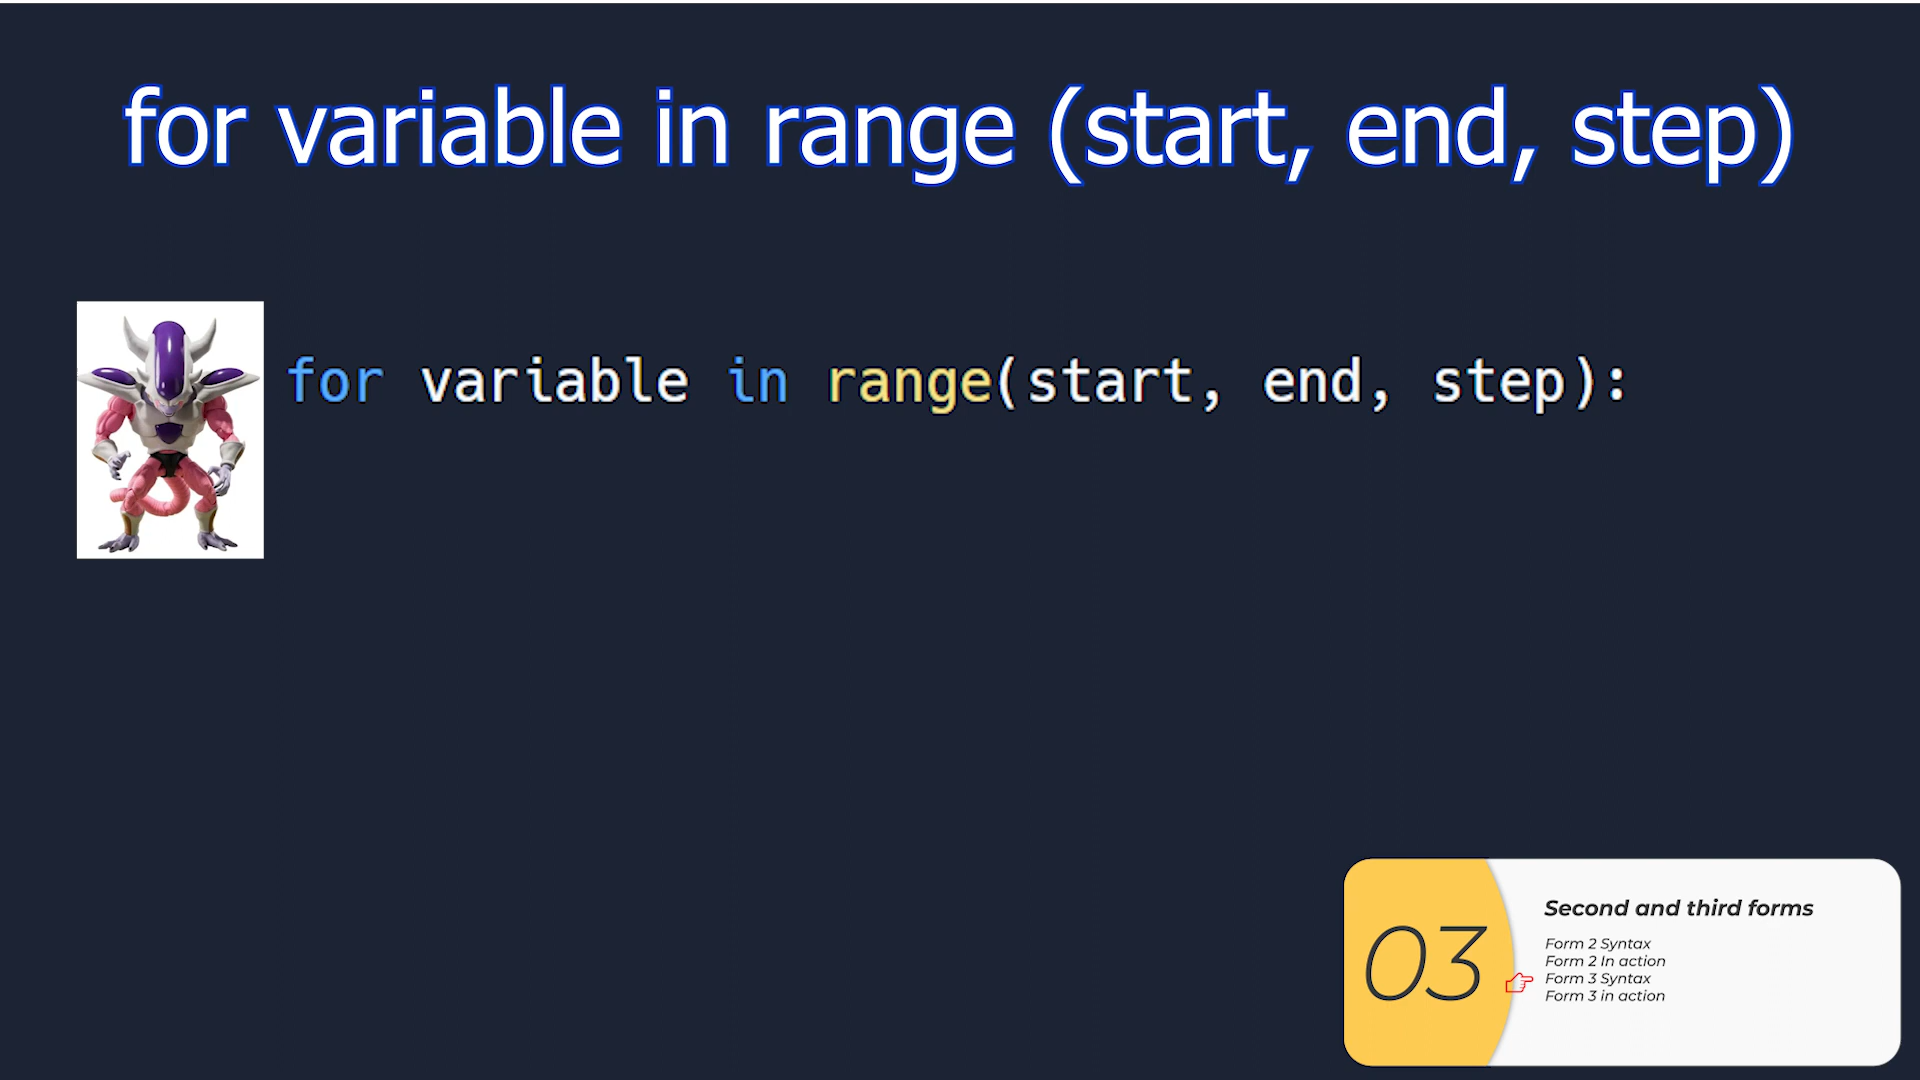 for variable in range (start, end, step)
for variable in range(start, end, step):
03
Second and third forms
Form 2 Syntax
Form 2 In action
Form 3 Syntax
Form 3 in action